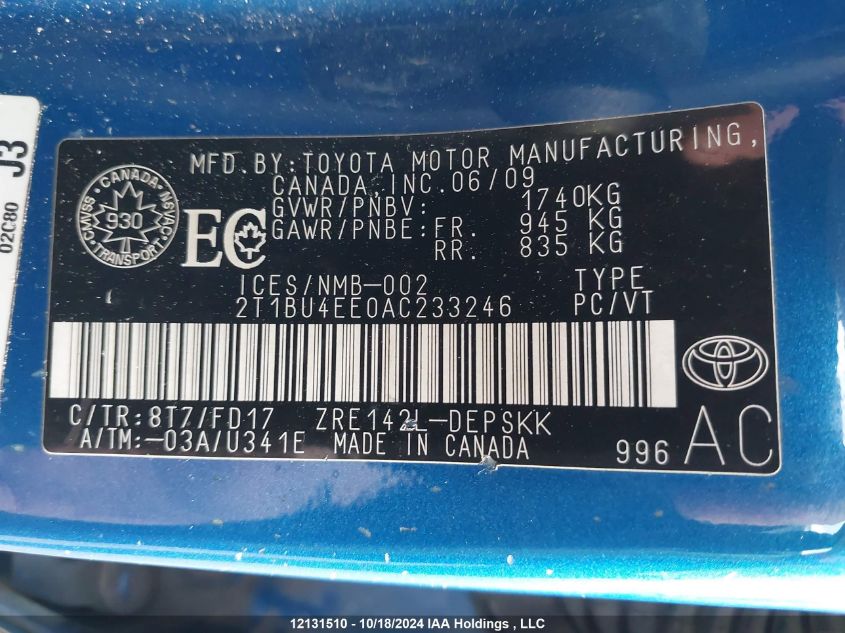 J3
02C80
MFD.BY:TOYOTA MOTOR MANUFACTURING,
CANADA,INC.06/09
GVWR/PNBV: 1740KG
GAWR/PNBE:FR. 945 KG
RR. 835 KG
CANADA
CMVSS
930
NSVAC
TRANSPORT
EC
ICES/NMB-002 TYPE
2T1BU4EE0AC233246 PC/VT
C/TR:8T7/FD17 ZRE142L-DEPSKK
A/TM:-03A/U341E MADE IN CANADA
996 AC
12131510 - 10/18/2024 IAA Holdings , LLC